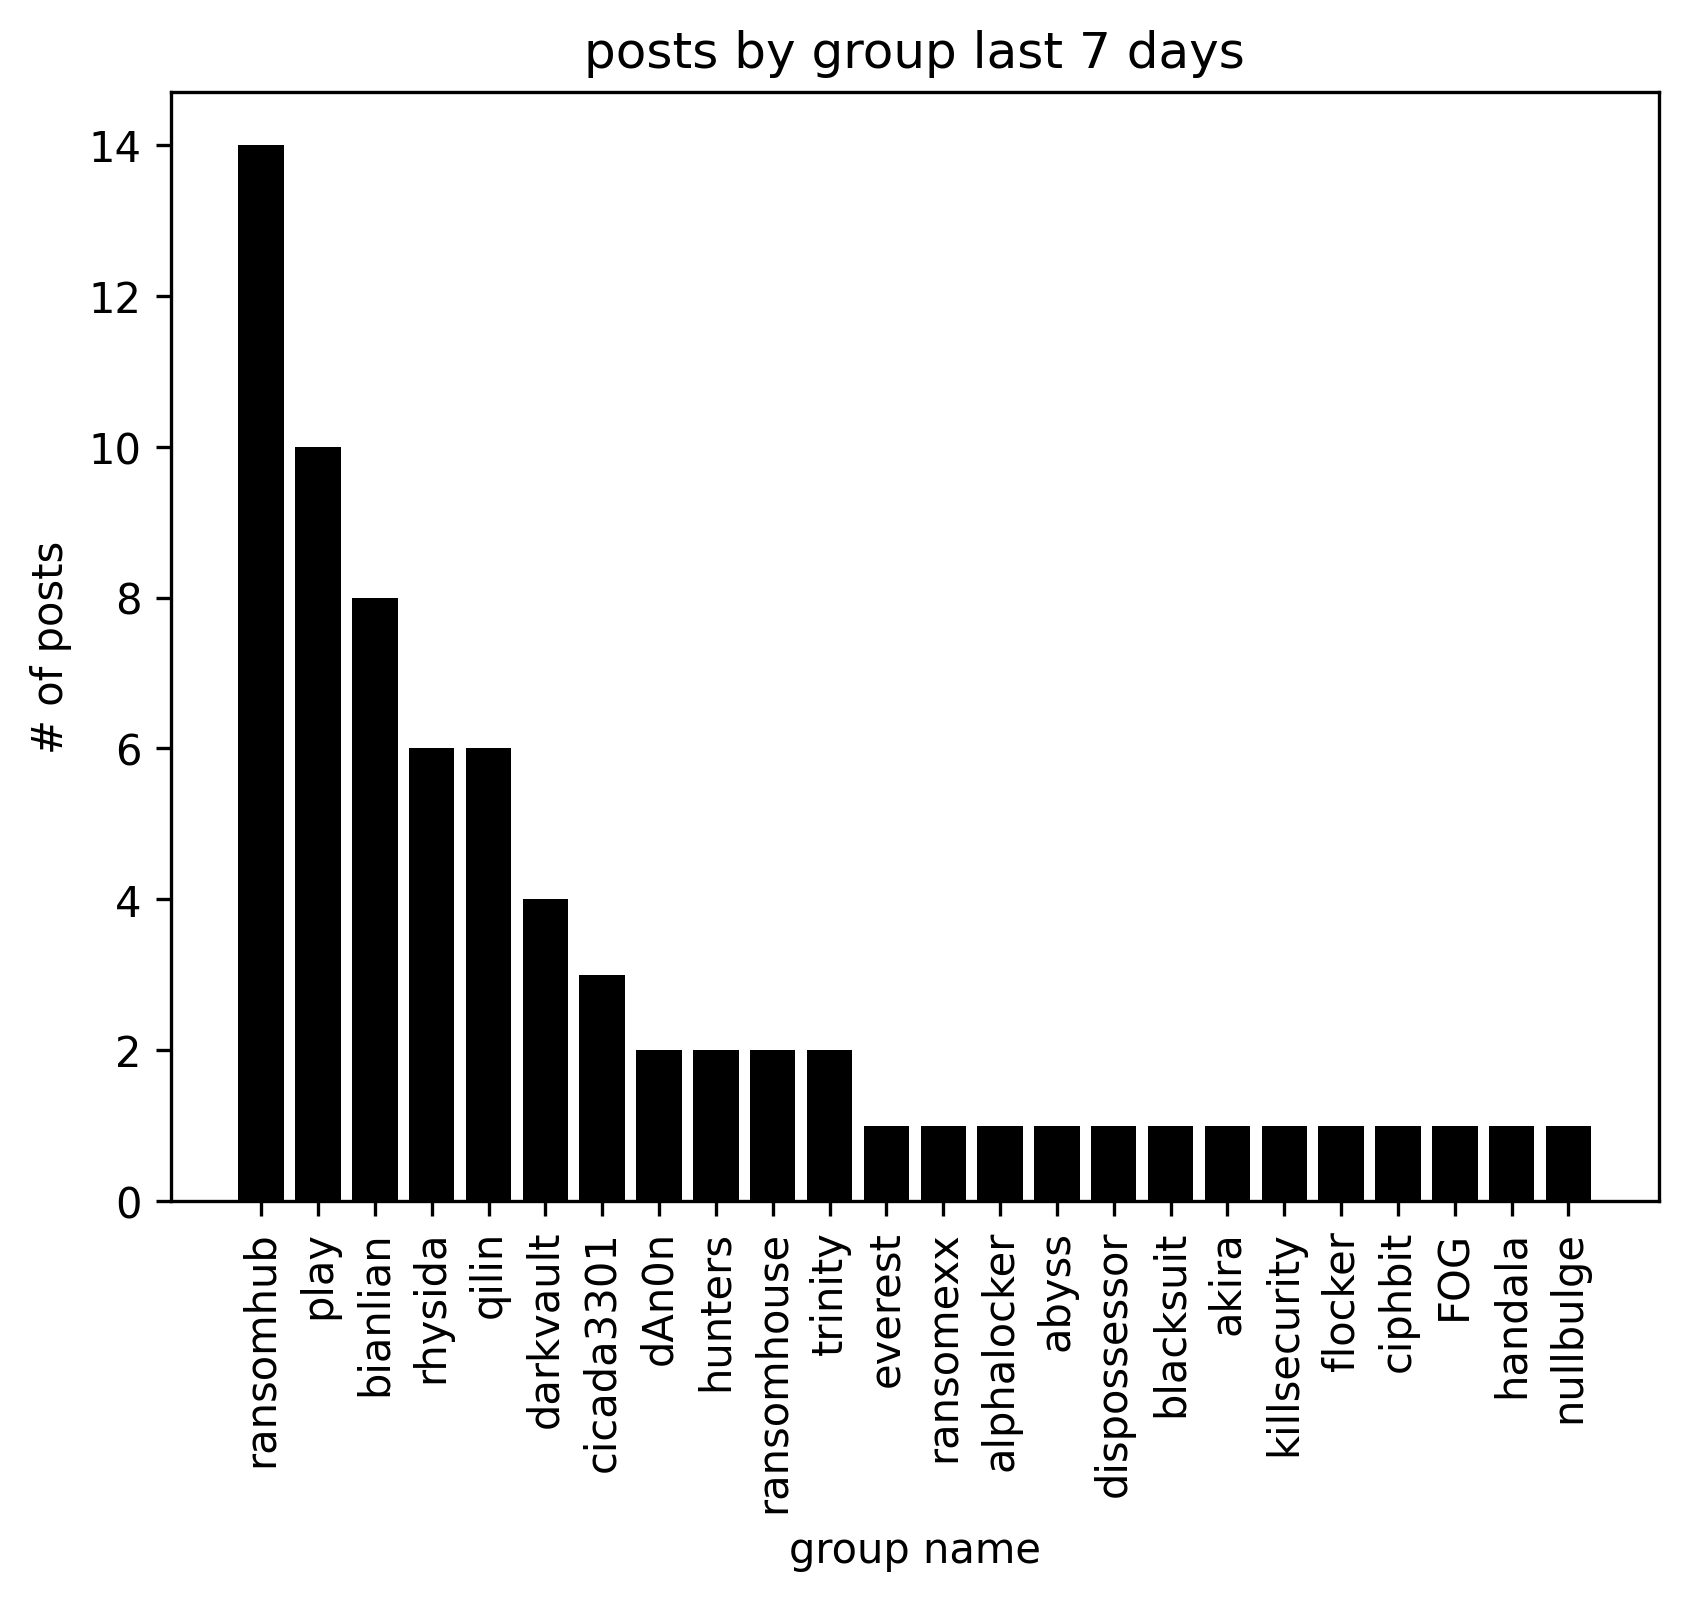 posts by group last 7 days
# of posts
14
12
10
8
6
4
2
0
ransomhub
play
bianlian
rhysida
qilin
darkvault
cicada3301
dAn0n
hunters
ransomhouse
trinity
everest
ransomexx
alphalocker
abyss
dispossessor
blacksuit
akira
killsecurity
flocker
ciphbit
FOG
handala
nullbulge
group name